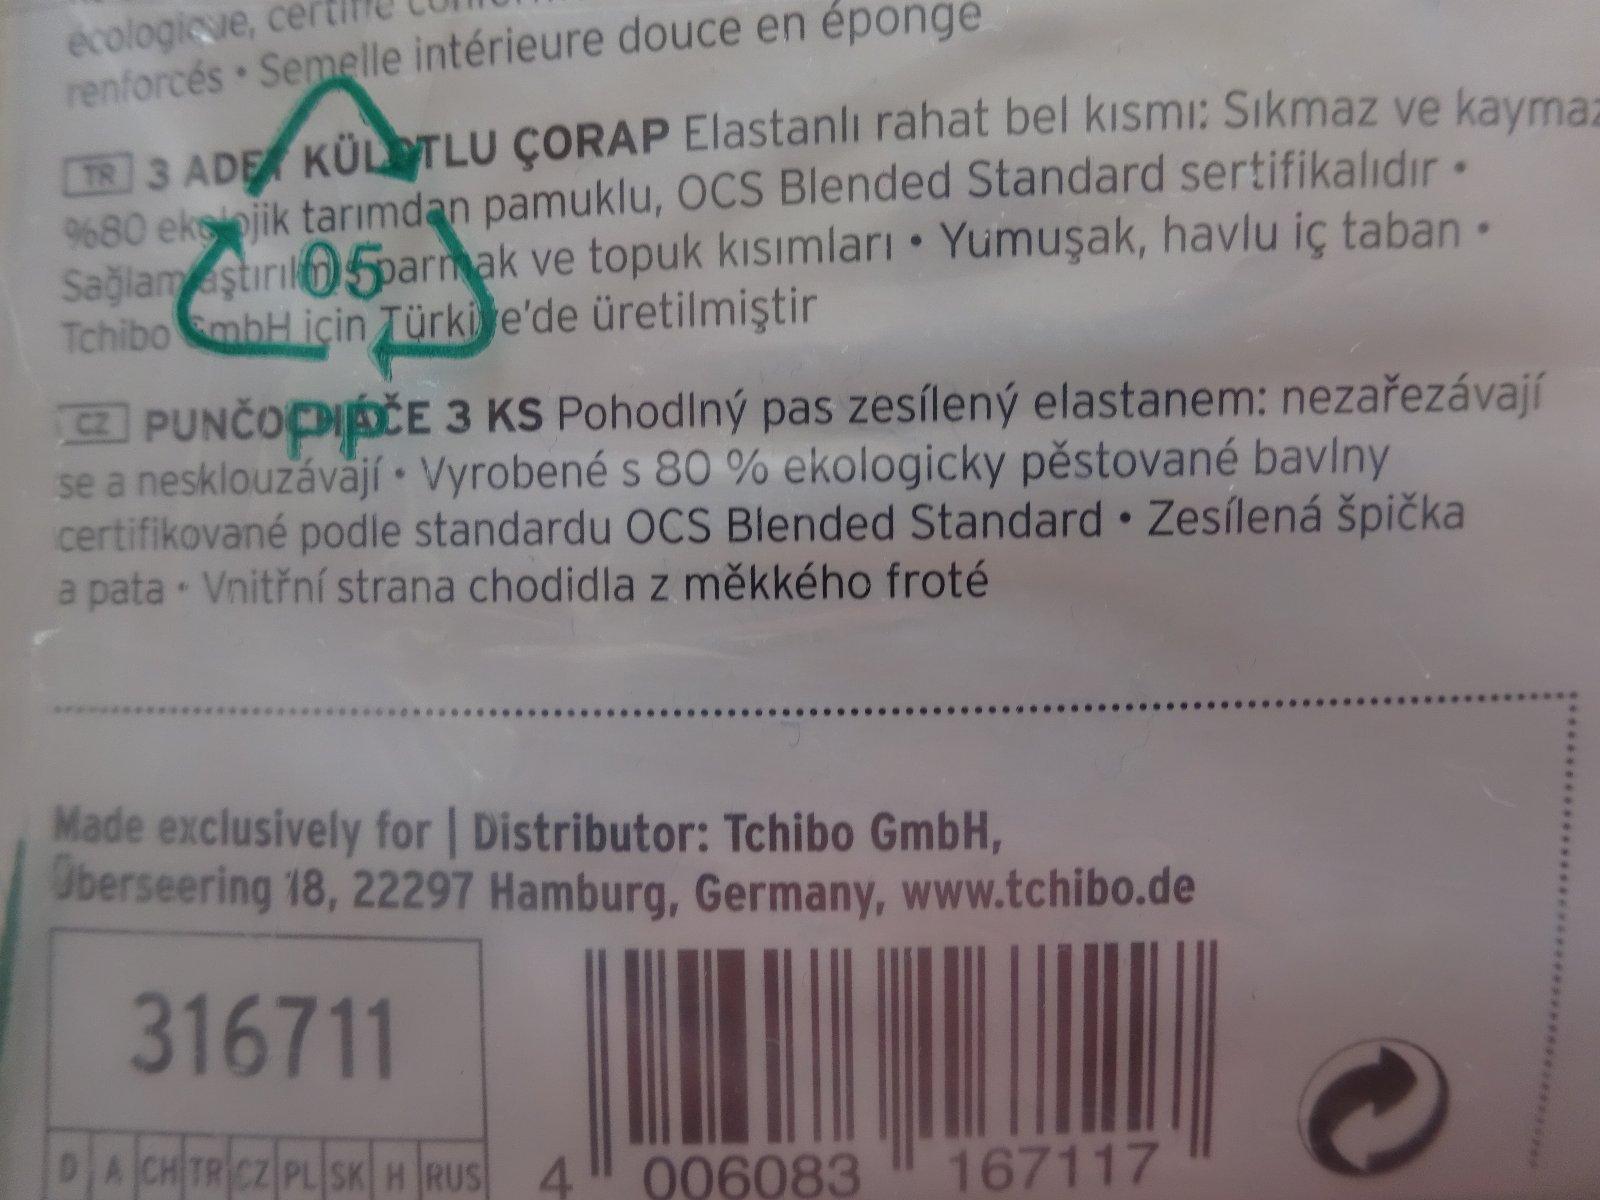 écologique, certifié
renforcés • Semelle intérieure douce en éponge
TR 3 ADET KÜLOTLU ÇORAP Elastanlı rahat bel kısmı: Sıkmaz ve kaymaz
%80 ekolojik tarımdan pamuklu, OCS Blended Standard sertifikalıdır •
Sağlamlaştırılmış parmak ve topuk kısımları • Yumuşak, havlu iç taban •
Tchibo GmbH için Türkiye'de üretilmiştir
05
PP
CZ PUNČOCHÁČE 3 KS Pohodlný pas zesílený elastanem: nezařezávají
se a nesklouzávají • Vyrobené s 80 % ekologicky pěstované bavlny
certifikované podle standardu OCS Blended Standard • Zesílená špička
a pata • Vnitřní strana chodidla z měkkého froté
Made exclusively for | Distributor: Tchibo GmbH,
Überseering 18, 22297 Hamburg, Germany, www.tchibo.de
316711
D A CH TR CZ PL SK H RUS
4 006083 167117